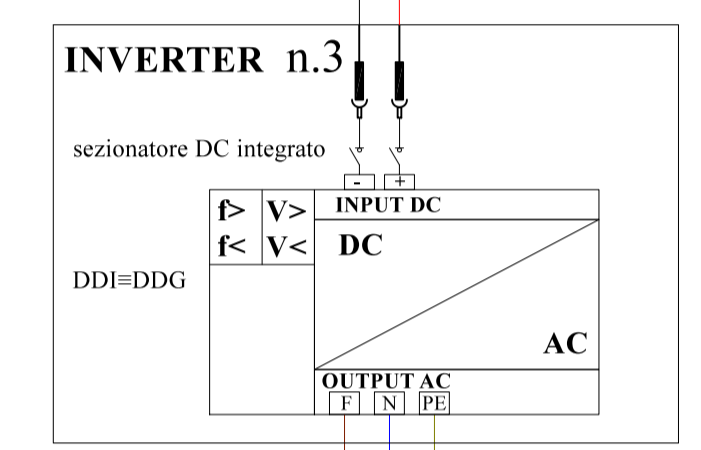 INVERTER n.3
sezionatore DC integrato
- +
INPUT DC
f> V>
f< V<
DC
DDI≡DDG
AC
OUTPUT AC
F N PE